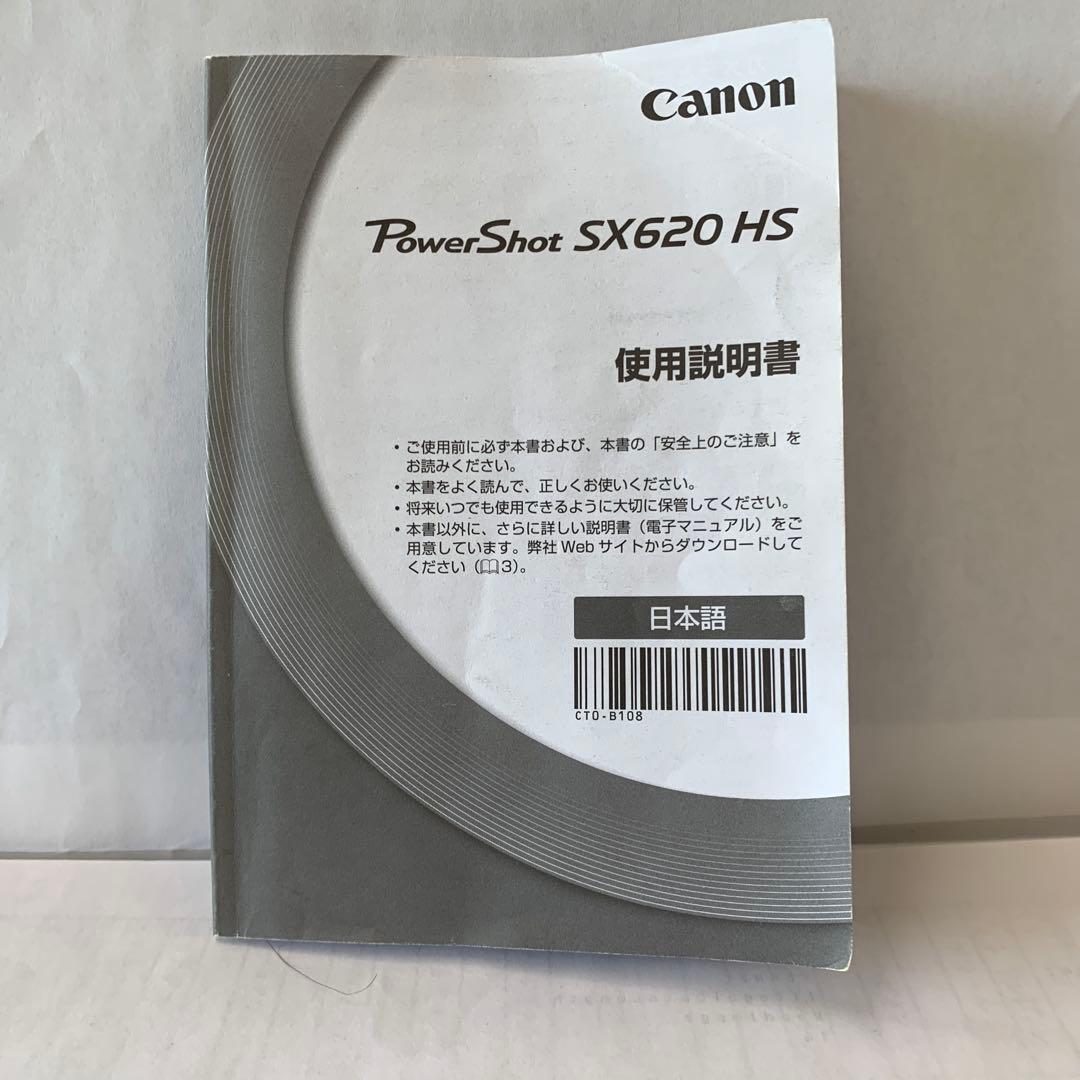 Canon
PowerShot SX620 HS
使用説明書
・ご使用前に必ず本書および、本書の「安全上のご注意」を
お読みください。
・本書をよく読んで、正しくお使いください。
・将来いつでも使用できるように大切に保管してください。
・本書以外に、さらに詳しい説明書（電子マニュアル）をご
用意しています。弊社 Web サイトからダウンロードして
ください（📖3）。
日本語
CT0-B108